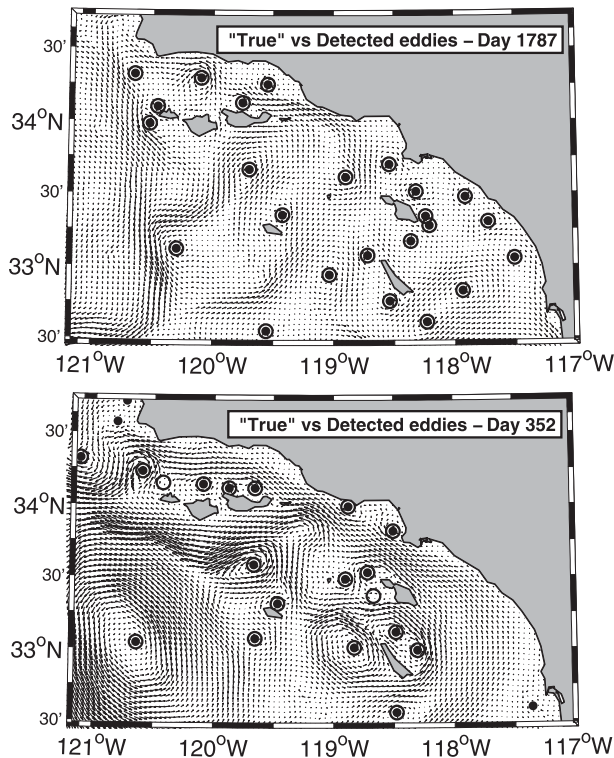 "True" vs Detected eddies – Day 1787
30'
34°N
30'
33°N
30'
121°W 120°W 119°W 118°W 117°W
"True" vs Detected eddies – Day 352
30'
34°N
30'
33°N
30'
121°W 120°W 119°W 118°W 117°W